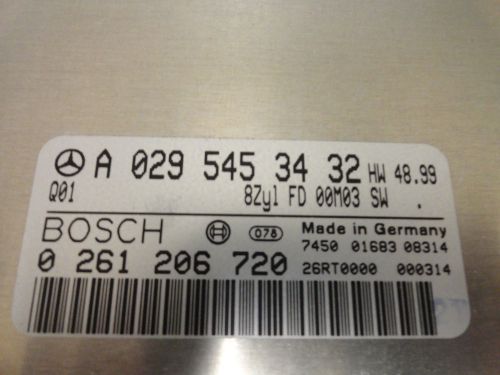 A 029 545 34 32 HW 48.99
Q01 8Zyl FD 00M03 SW .
BOSCH 078 Made in Germany
7450 01683 08314
0 261 206 720 26RT0000 000314